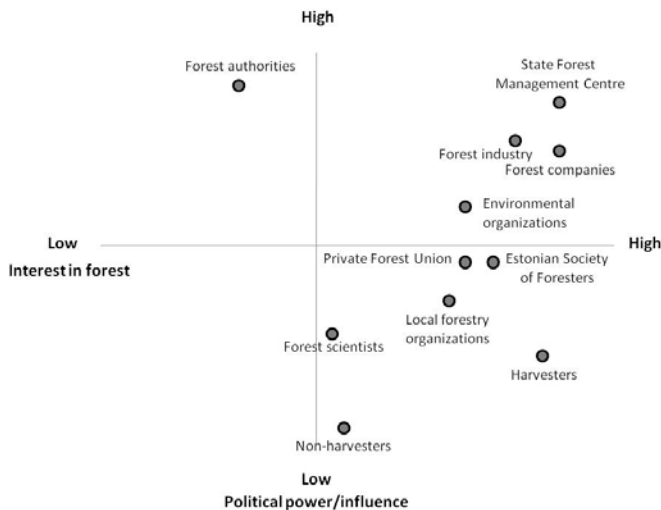 High
Forest authorities
State Forest
Management Centre
Forest industry
Forest companies
Environmental
organizations
Low
High
Interest in forest
Private Forest Union
Estonian Society
of Foresters
Local forestry
organizations
Forest scientists
Harvesters
Non-harvesters
Low
Political power/influence